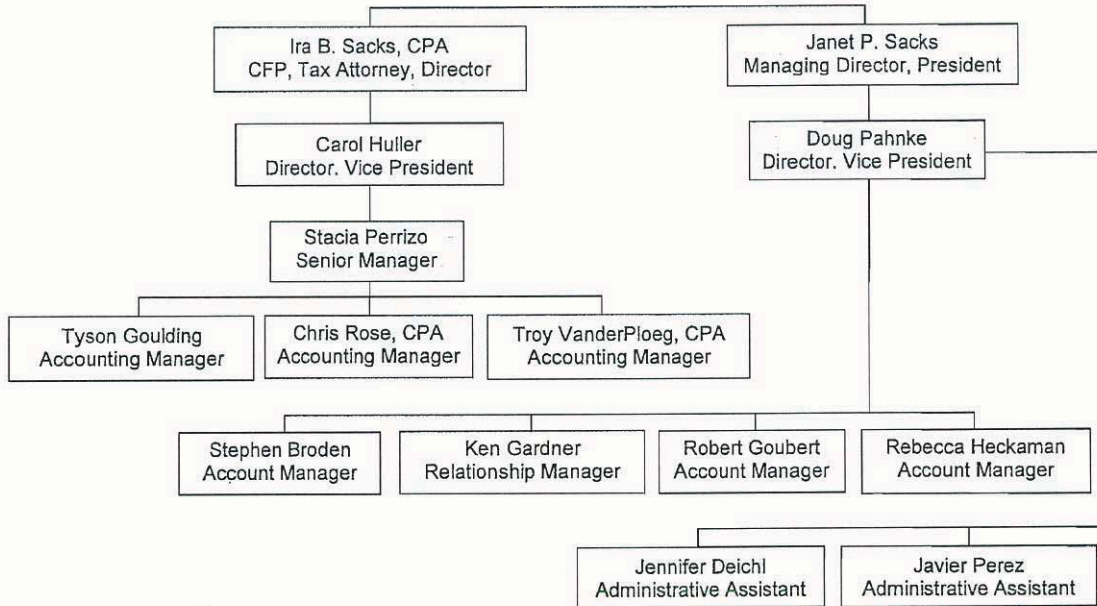 Ira B. Sacks, CPA
CFP, Tax Attorney, Director
Janet P. Sacks
Managing Director, President
Carol Huller
Director. Vice President
Doug Pahnke
Director. Vice President
Stacia Perrizo
Senior Manager
Tyson Goulding
Accounting Manager
Chris Rose, CPA
Accounting Manager
Troy VanderPloeg, CPA
Accounting Manager
Stephen Broden
Account Manager
Ken Gardner
Relationship Manager
Robert Goubert
Account Manager
Rebecca Heckaman
Account Manager
Jennifer Deichl
Administrative Assistant
Javier Perez
Administrative Assistant